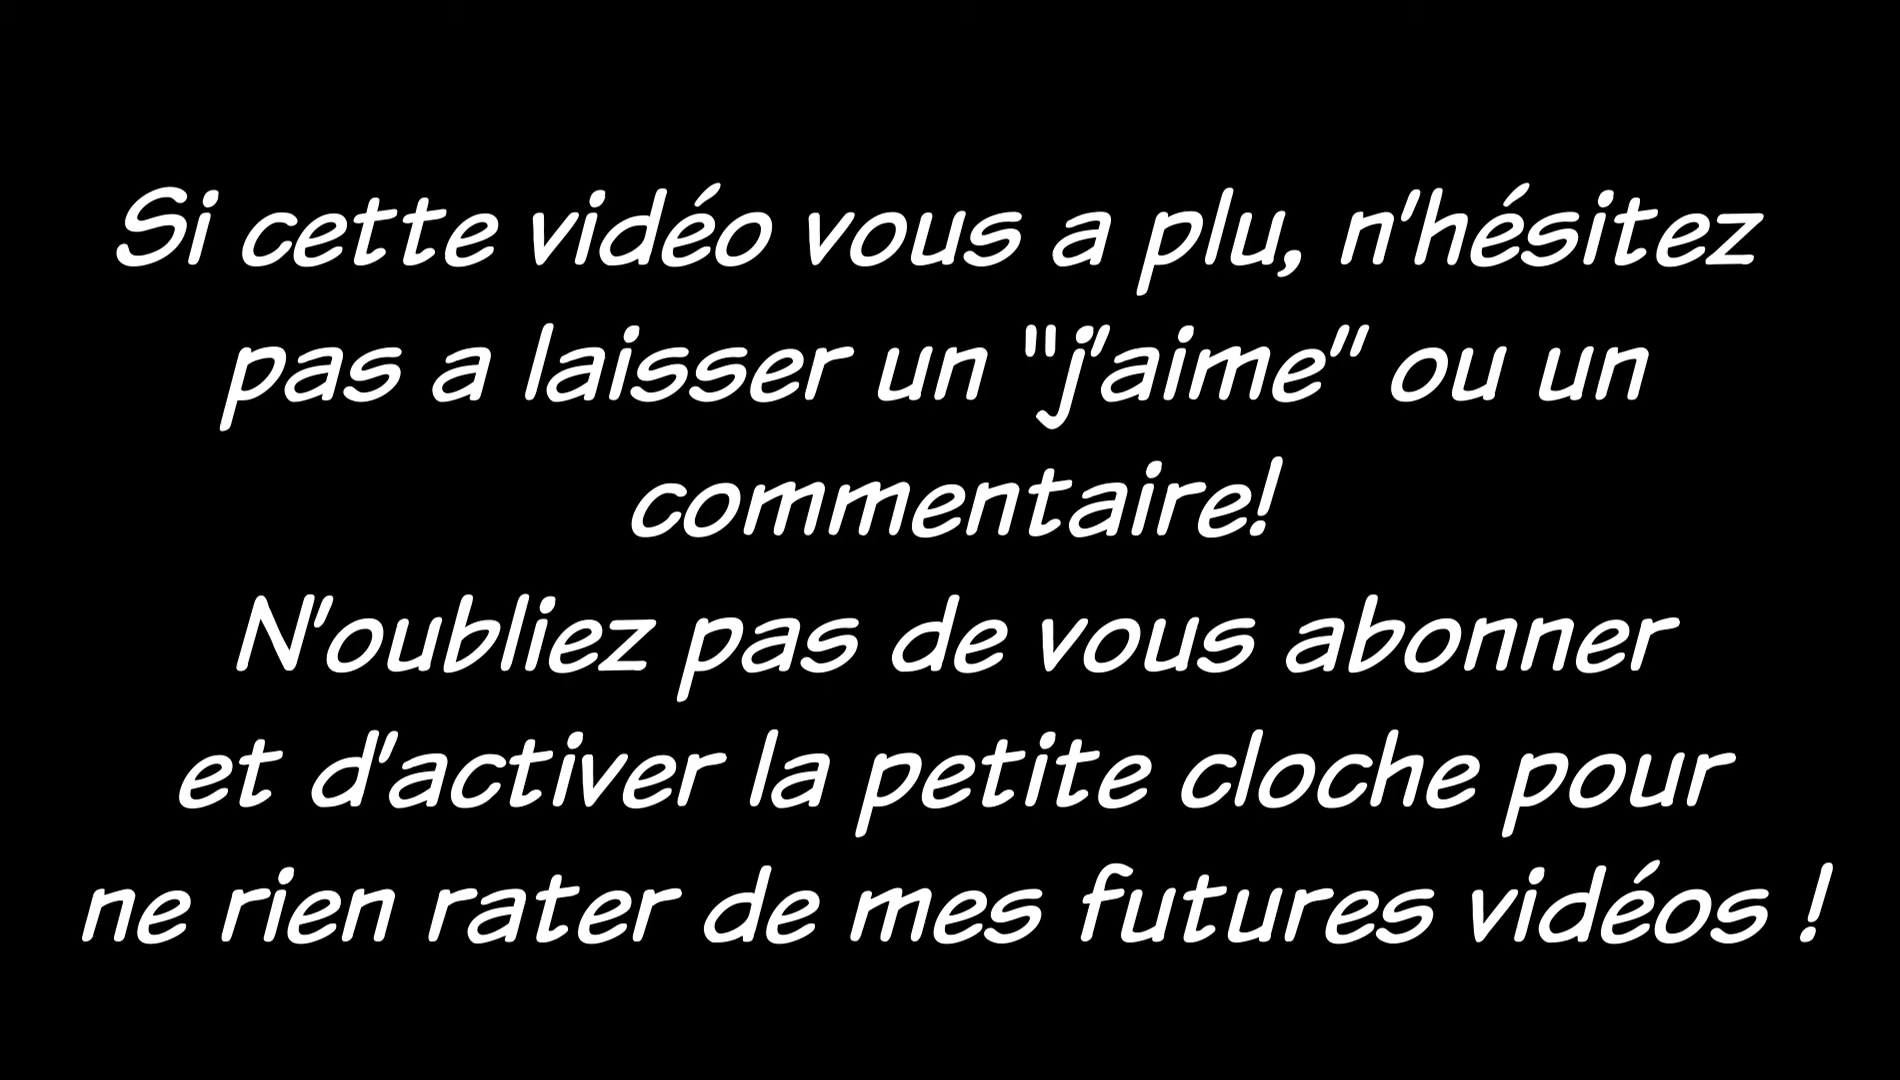 Si cette vidéo vous a plu, n'hésitez
pas a laisser un "j'aime" ou un
commentaire!
N'oubliez pas de vous abonner
et d'activer la petite cloche pour
ne rien rater de mes futures vidéos !